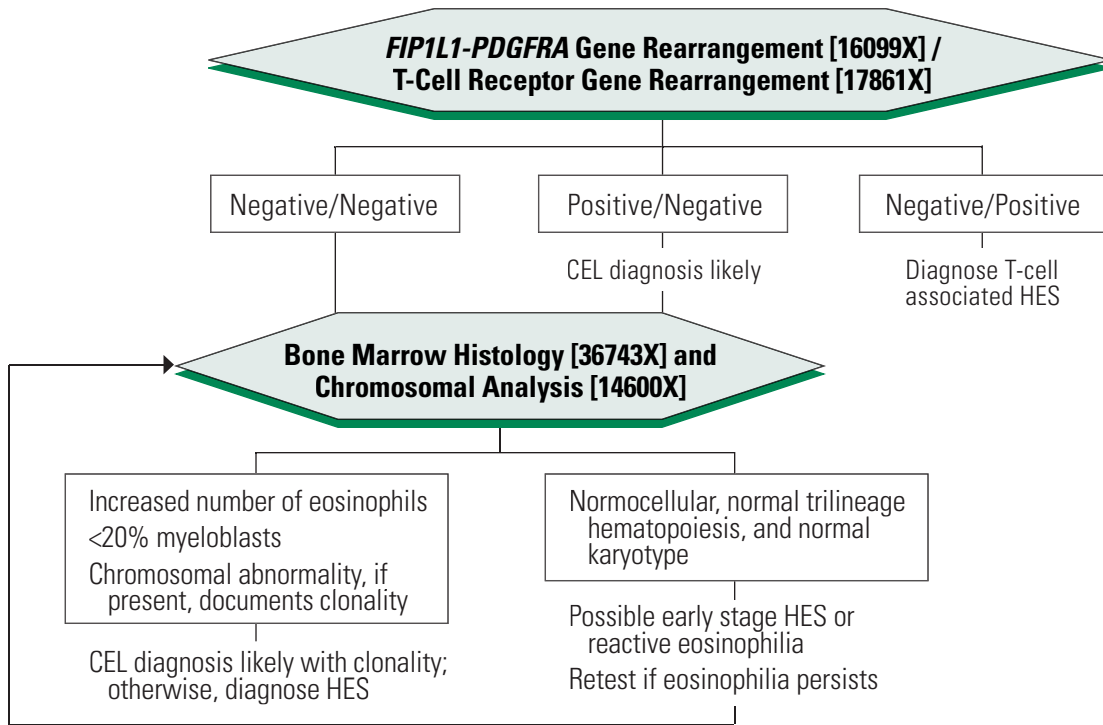 FIP1L1-PDGFRA Gene Rearrangement [16099X] /
T-Cell Receptor Gene Rearrangement [17861X]
Negative/Negative
Positive/Negative
Negative/Positive
CEL diagnosis likely
Diagnose T-cell
associated HES
Bone Marrow Histology [36743X] and
Chromosomal Analysis [14600X]
Increased number of eosinophils
<20% myeloblasts
Chromosomal abnormality, if
present, documents clonality
CEL diagnosis likely with clonality;
otherwise, diagnose HES
Normocellular, normal trilineage
hematopoiesis, and normal
karyotype
Possible early stage HES or
reactive eosinophilia
Retest if eosinophilia persists